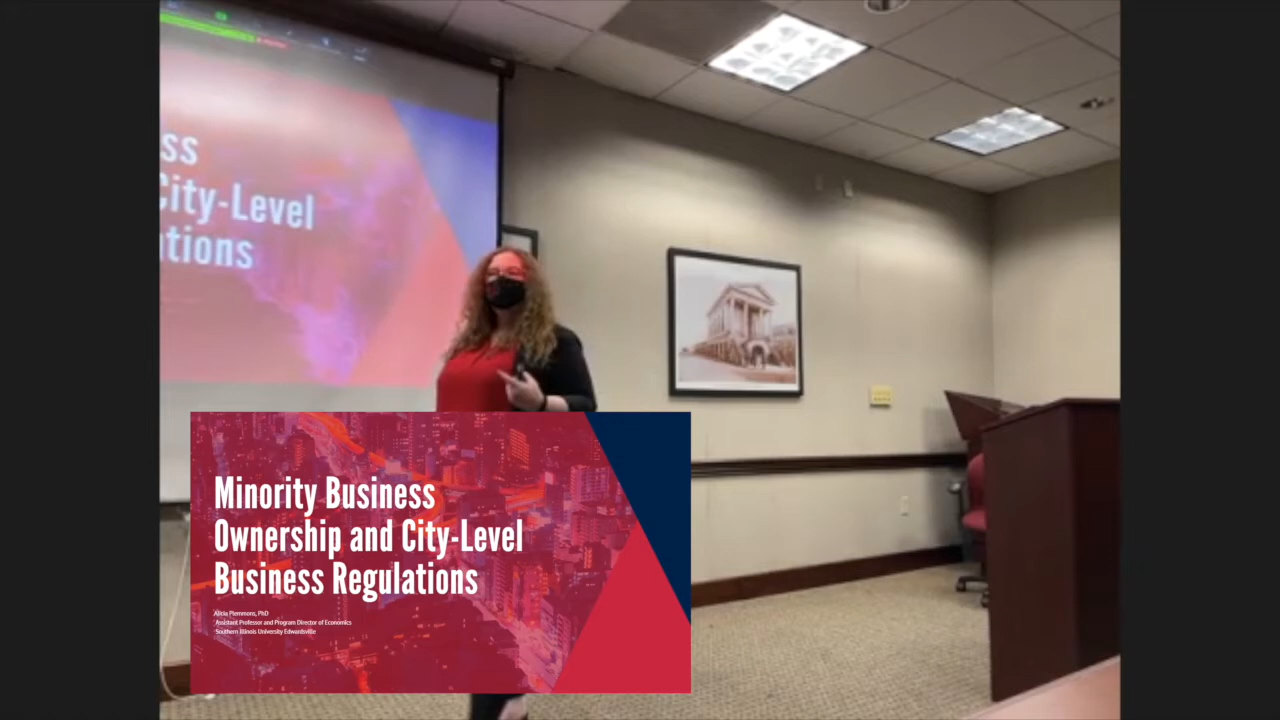 ss
City-Level
ations
Minority Business
Ownership and City-Level
Business Regulations
Alicia Plemmons, PhD
Assistant Professor and Program Director of Economics
Southern Illinois University Edwardsville